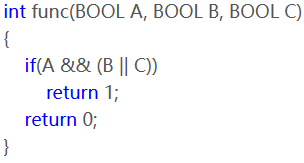 int func(BOOL A, BOOL B, BOOL C)
{
    if(A && (B || C))
        return 1;
    return 0;
}